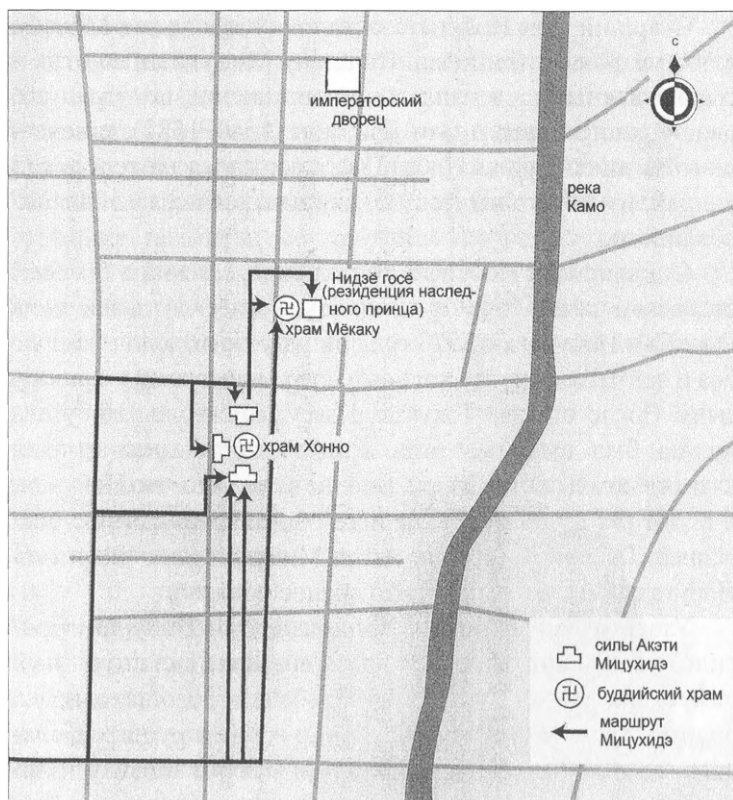 с
императорский
дворец
река
Камо
Нидзё госё
(резиденция наслед-
ного принца)
храм Мёкаку
храм Хонно
силы Акэти
Мицухидэ
буддийский храм
маршрут
Мицухидэ